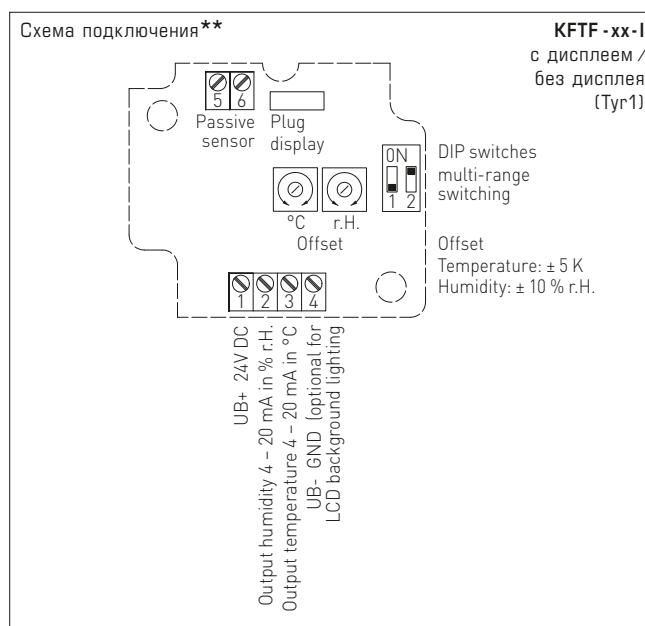 Схема подключения**
KFTF - xx - I
с дисплеем /
без дисплея
(Tyr1)
5 6
Passive
sensor
Plug
display
ON
1 2
DIP switches
multi-range
switching
°C
r.H.
Offset
Offset
Temperature: ± 5 K
Humidity: ± 10 % r.H.
1 2 3 4
UB+ 24V DC
Output humidity 4 – 20 mA in % r.H.
Output temperature 4 – 20 mA in °C
UB- GND (optional for
LCD background lighting